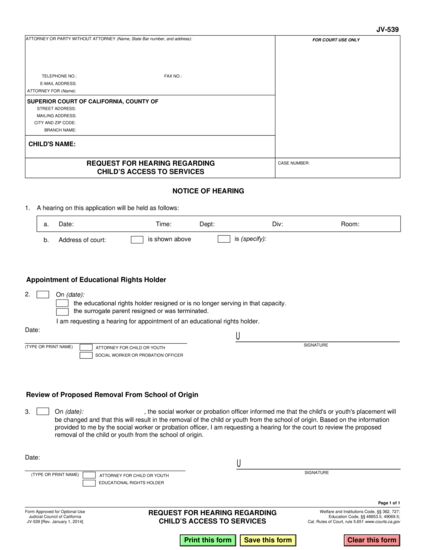 JV-539
ATTORNEY OR PARTY WITHOUT ATTORNEY (Name, State Bar number, and address):
FOR COURT USE ONLY
TELEPHONE NO.: FAX NO.:
E-MAIL ADDRESS:
ATTORNEY FOR (Name):
SUPERIOR COURT OF CALIFORNIA, COUNTY OF
STREET ADDRESS:
MAILING ADDRESS:
CITY AND ZIP CODE:
BRANCH NAME:
CHILD'S NAME:
REQUEST FOR HEARING REGARDING
CHILD'S ACCESS TO SERVICES
CASE NUMBER:
NOTICE OF HEARING
1. A hearing on this application will be held as follows:
a. Date: Time: Dept: Div: Room:
b. Address of court: is shown above is (specify):
Appointment of Educational Rights Holder
2. On (date):
the educational rights holder resigned or is no longer serving in that capacity.
the surrogate parent resigned or was terminated.
I am requesting a hearing for appointment of an educational rights holder.
Date:
(TYPE OR PRINT NAME) ATTORNEY FOR CHILD OR YOUTH SIGNATURE
SOCIAL WORKER OR PROBATION OFFICER
Review of Proposed Removal From School of Origin
3. On (date): , the social worker or probation officer informed me that the child's or youth's placement will
be changed and that this will result in the removal of the child or youth from the school of origin. Based on the information
provided to me by the social worker or probation officer, I am requesting a hearing for the court to review the proposed
removal of the child or youth from the school of origin.
Date:
(TYPE OR PRINT NAME) ATTORNEY FOR CHILD OR YOUTH SIGNATURE
EDUCATIONAL RIGHTS HOLDER
Page 1 of 1
Form Approved for Optional Use
Judicial Council of California
JV-539 [Rev. January 1, 2014]
REQUEST FOR HEARING REGARDING
CHILD'S ACCESS TO SERVICES
Welfare and Institutions Code, §§ 362, 727;
Education Code, §§ 48853.5, 49069.5;
Cal. Rules of Court, rule 5.651 www.courts.ca.gov
Print this form Save this form Clear this form